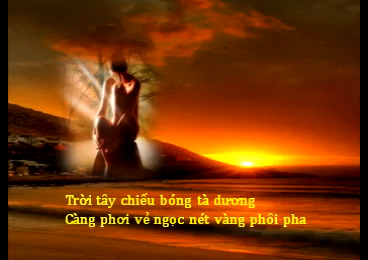 Trời tây chiếu bóng tà dương
Càng phơi vẻ ngọc nét vàng phôi pha